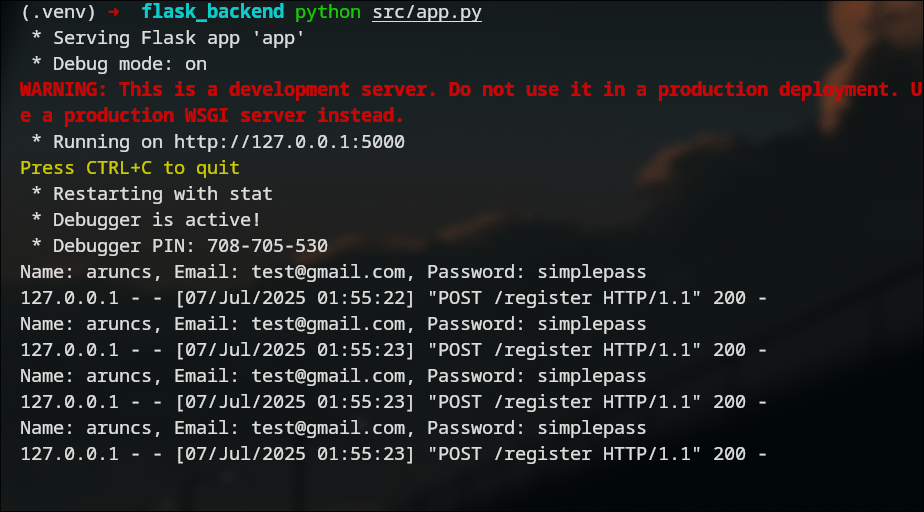 (.venv) ➜ flask_backend python src/app.py
* Serving Flask app 'app'
* Debug mode: on
WARNING: This is a development server. Do not use it in a production deployment. U
e a production WSGI server instead.
* Running on http://127.0.0.1:5000
Press CTRL+C to quit
* Restarting with stat
* Debugger is active!
* Debugger PIN: 708-705-530
Name: aruncs, Email: test@gmail.com, Password: simplepass
127.0.0.1 - - [07/Jul/2025 01:55:22] "POST /register HTTP/1.1" 200 -
Name: aruncs, Email: test@gmail.com, Password: simplepass
127.0.0.1 - - [07/Jul/2025 01:55:23] "POST /register HTTP/1.1" 200 -
Name: aruncs, Email: test@gmail.com, Password: simplepass
127.0.0.1 - - [07/Jul/2025 01:55:23] "POST /register HTTP/1.1" 200 -
Name: aruncs, Email: test@gmail.com, Password: simplepass
127.0.0.1 - - [07/Jul/2025 01:55:23] "POST /register HTTP/1.1" 200 -